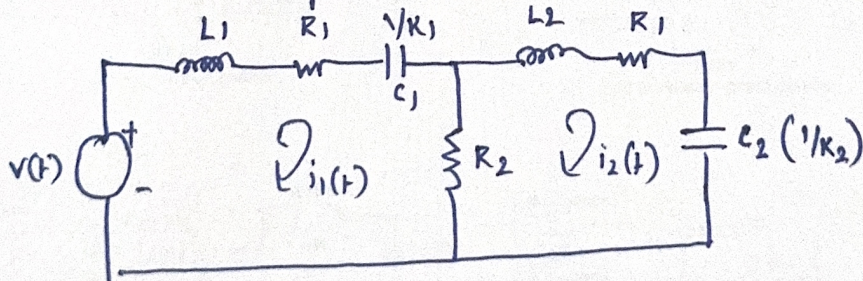 L1 R1 1/K1 L2 R1
C1
v(t) + - i1(t) R2 i2(t) C2 (1/K2)